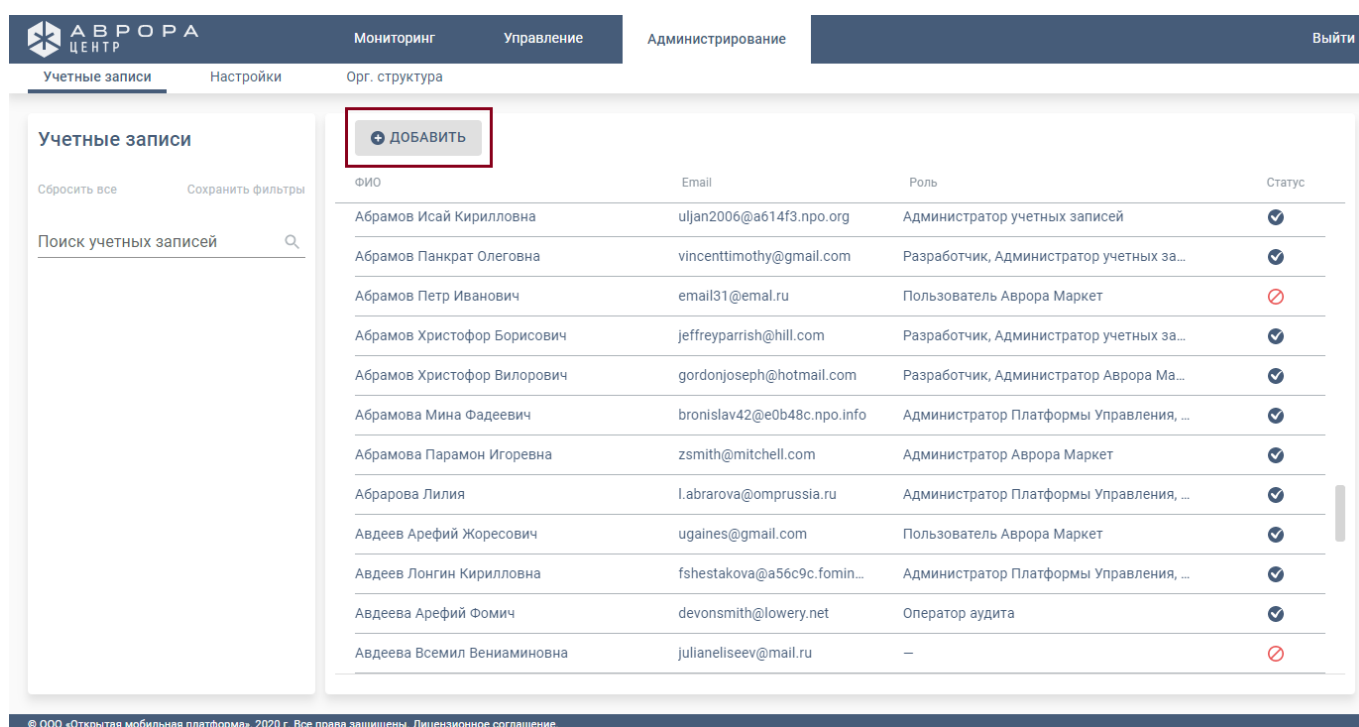 АВРОРА
ЦЕНТР
Мониторинг Управление Администрирование Выйти
Учетные записи Настройки Орг. структура
Учетные записи
Сбросить все Сохранить фильтры
Поиск учетных записей
ДОБАВИТЬ
ФИО Email Роль Статус
Абрамов Исай Кирилловна uljan2006@a614f3.npo.org Администратор учетных записей
Абрамов Панкрат Олеговна vincenttimothy@gmail.com Разработчик, Администратор учетных за...
Абрамов Петр Иванович email31@emal.ru Пользователь Аврора Маркет
Абрамов Христофор Борисович jeffreyparrish@hill.com Разработчик, Администратор учетных за...
Абрамов Христофор Вилорович gordonjoseph@hotmail.com Разработчик, Администратор Аврора Ма...
Абрамова Мина Фадеевич bronislav42@e0b48c.npo.info Администратор Платформы Управления, ...
Абрамова Парамон Игоревна zsmith@mitchell.com Администратор Аврора Маркет
Абрарова Лилия l.abrarova@omprussia.ru Администратор Платформы Управления, ...
Авдеев Арефий Жоресович ugaines@gmail.com Пользователь Аврора Маркет
Авдеев Лонгин Кирилловна fshestakova@a56c9c.fomin... Администратор Платформы Управления, ...
Авдеева Арефий Фомич devonsmith@lowery.net Оператор аудита
Авдеева Всемил Вениаминовна julianeliseev@mail.ru —
© ООО «Открытая мобильная платформа», 2020 г. Все права защищены. Лицензионное соглашение.